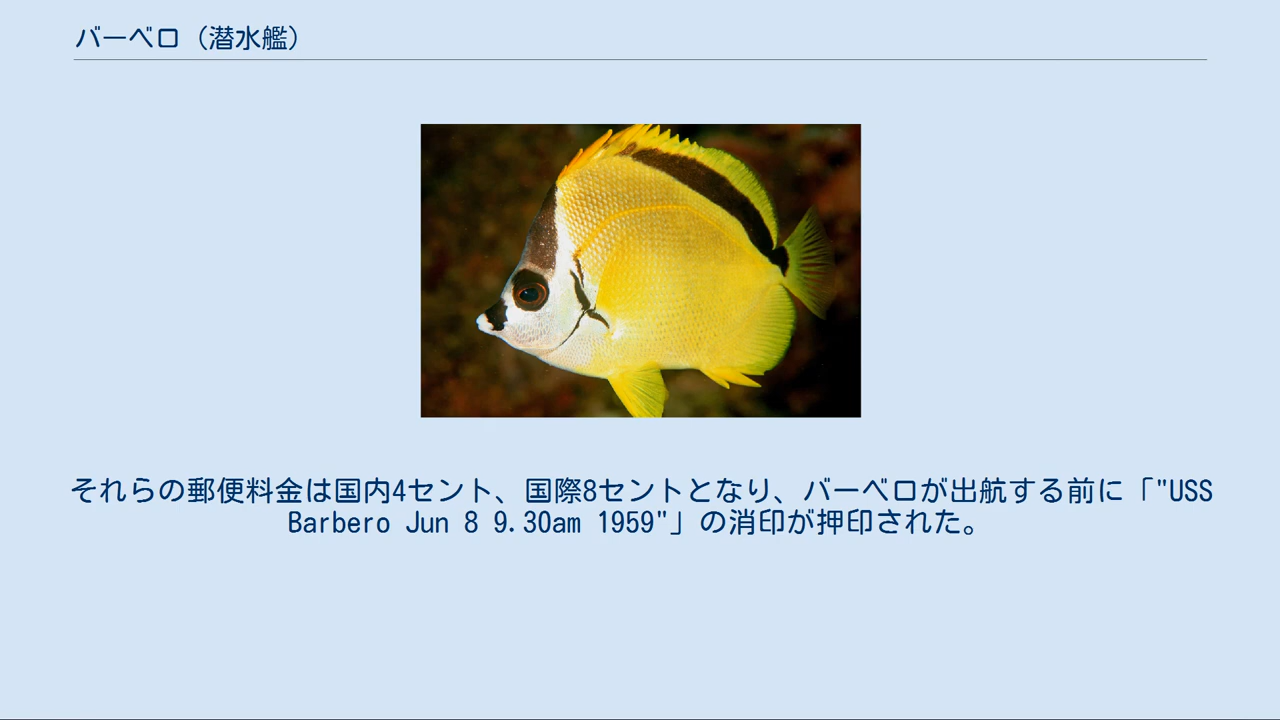 バーベロ（潜水艦）
それらの郵便料金は国内4セント、国際8セントとなり、バーベロが出航する前に「"USS
Barbero Jun 8 9.30am 1959"」の消印が押印された。